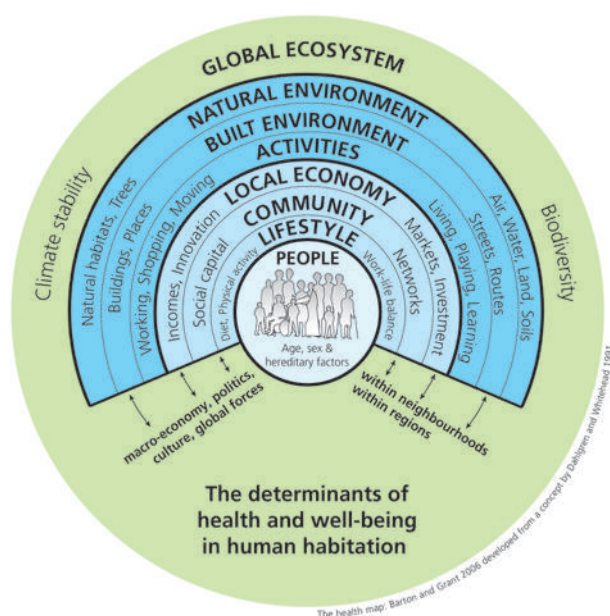 GLOBAL ECOSYSTEM
NATURAL ENVIRONMENT
BUILT ENVIRONMENT
ACTIVITIES
LOCAL ECONOMY
COMMUNITY
LIFESTYLE
PEOPLE
Age, sex &
hereditary factors
Climate stability
Natural habitats, Trees
Buildings, Places
Working, Shopping, Moving
Incomes, Innovation
Social capital
Diet, Physical activity
Work-life balance
Networks
Markets, Investment
Living, Playing, Learning
Streets, Routes
Air, Water, Land, Soils
Biodiversity
macro-economy, politics,
culture, global forces
within neighbourhoods
within regions
The determinants of
health and well-being
in human habitation
The health map: Barton and Grant 2006 developed from a concept by Dahlgren and Whitehead 1991